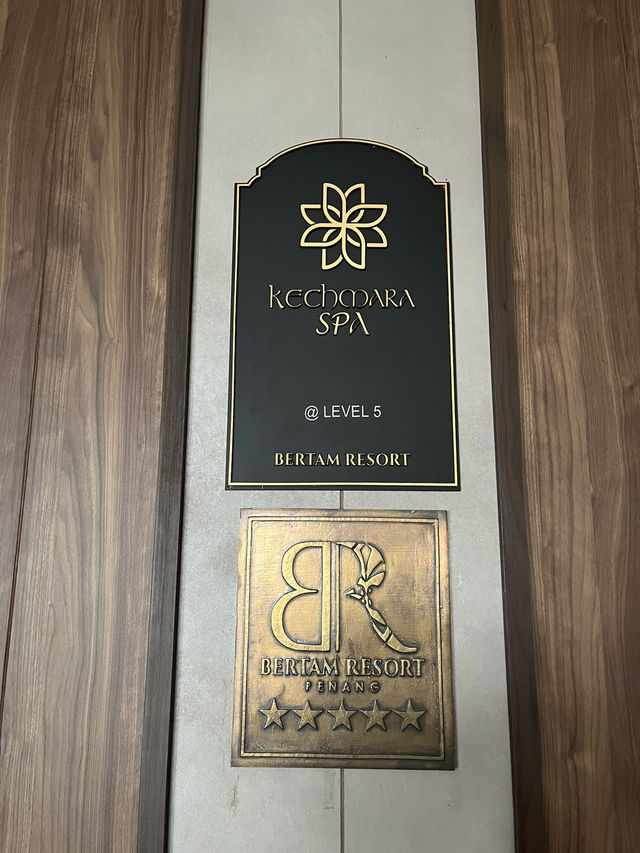 Kechmara
SPA
@ LEVEL 5
BERTAM RESORT
BR
BERTAM RESORT
PENANG